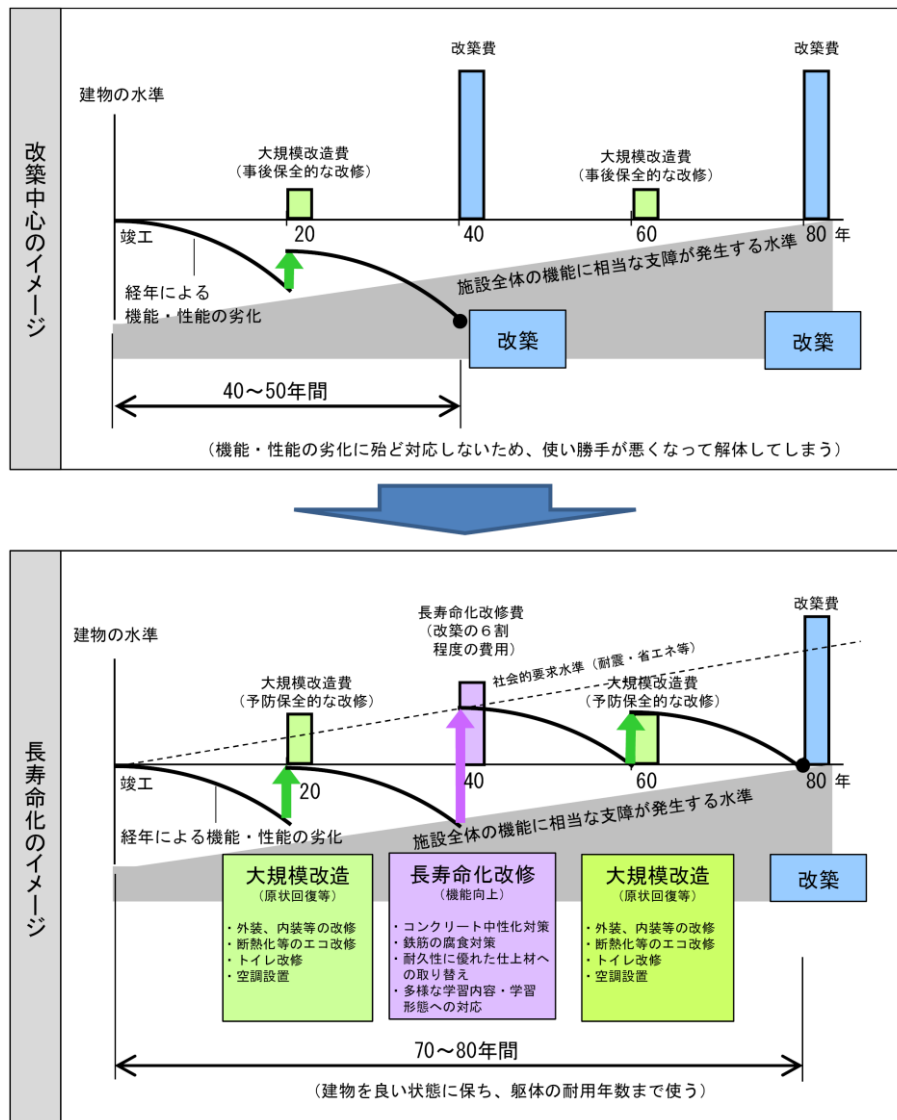 改築中心のイメージ
改築費
改築費
建物の水準
大規模改造費
（事後保全的な改修）
大規模改造費
（事後保全的な改修）
竣工
20
40
60
80 年
経年による
機能・性能の劣化
施設全体の機能に相当な支障が発生する水準
改築
改築
40～50年間
（機能・性能の劣化に殆ど対応しないため、使い勝手が悪くなって解体してしまう）
長寿命化のイメージ
長寿命化改修費
（改築の６割
程度の費用）
改築費
建物の水準
社会的要求水準（耐震・省エネ等）
大規模改造費
（予防保全的な改修）
大規模改造費
（予防保全的な改修）
竣工
20
40
60
80 年
経年による機能・性能の劣化
施設全体の機能に相当な支障が発生する水準
大規模改造
（原状回復等）
・外装、内装等の改修
・断熱化等のエコ改修
・トイレ改修
・空調設置
長寿命化改修
（機能向上）
・コンクリート中性化対策
・鉄筋の腐食対策
・耐久性に優れた仕上材へ
の取り替え
・多様な学習内容・学習
形態への対応
大規模改造
（原状回復等）
・外装、内装等の改修
・断熱化等のエコ改修
・トイレ改修
・空調設置
改築
70～80年間
（建物を良い状態に保ち、躯体の耐用年数まで使う）